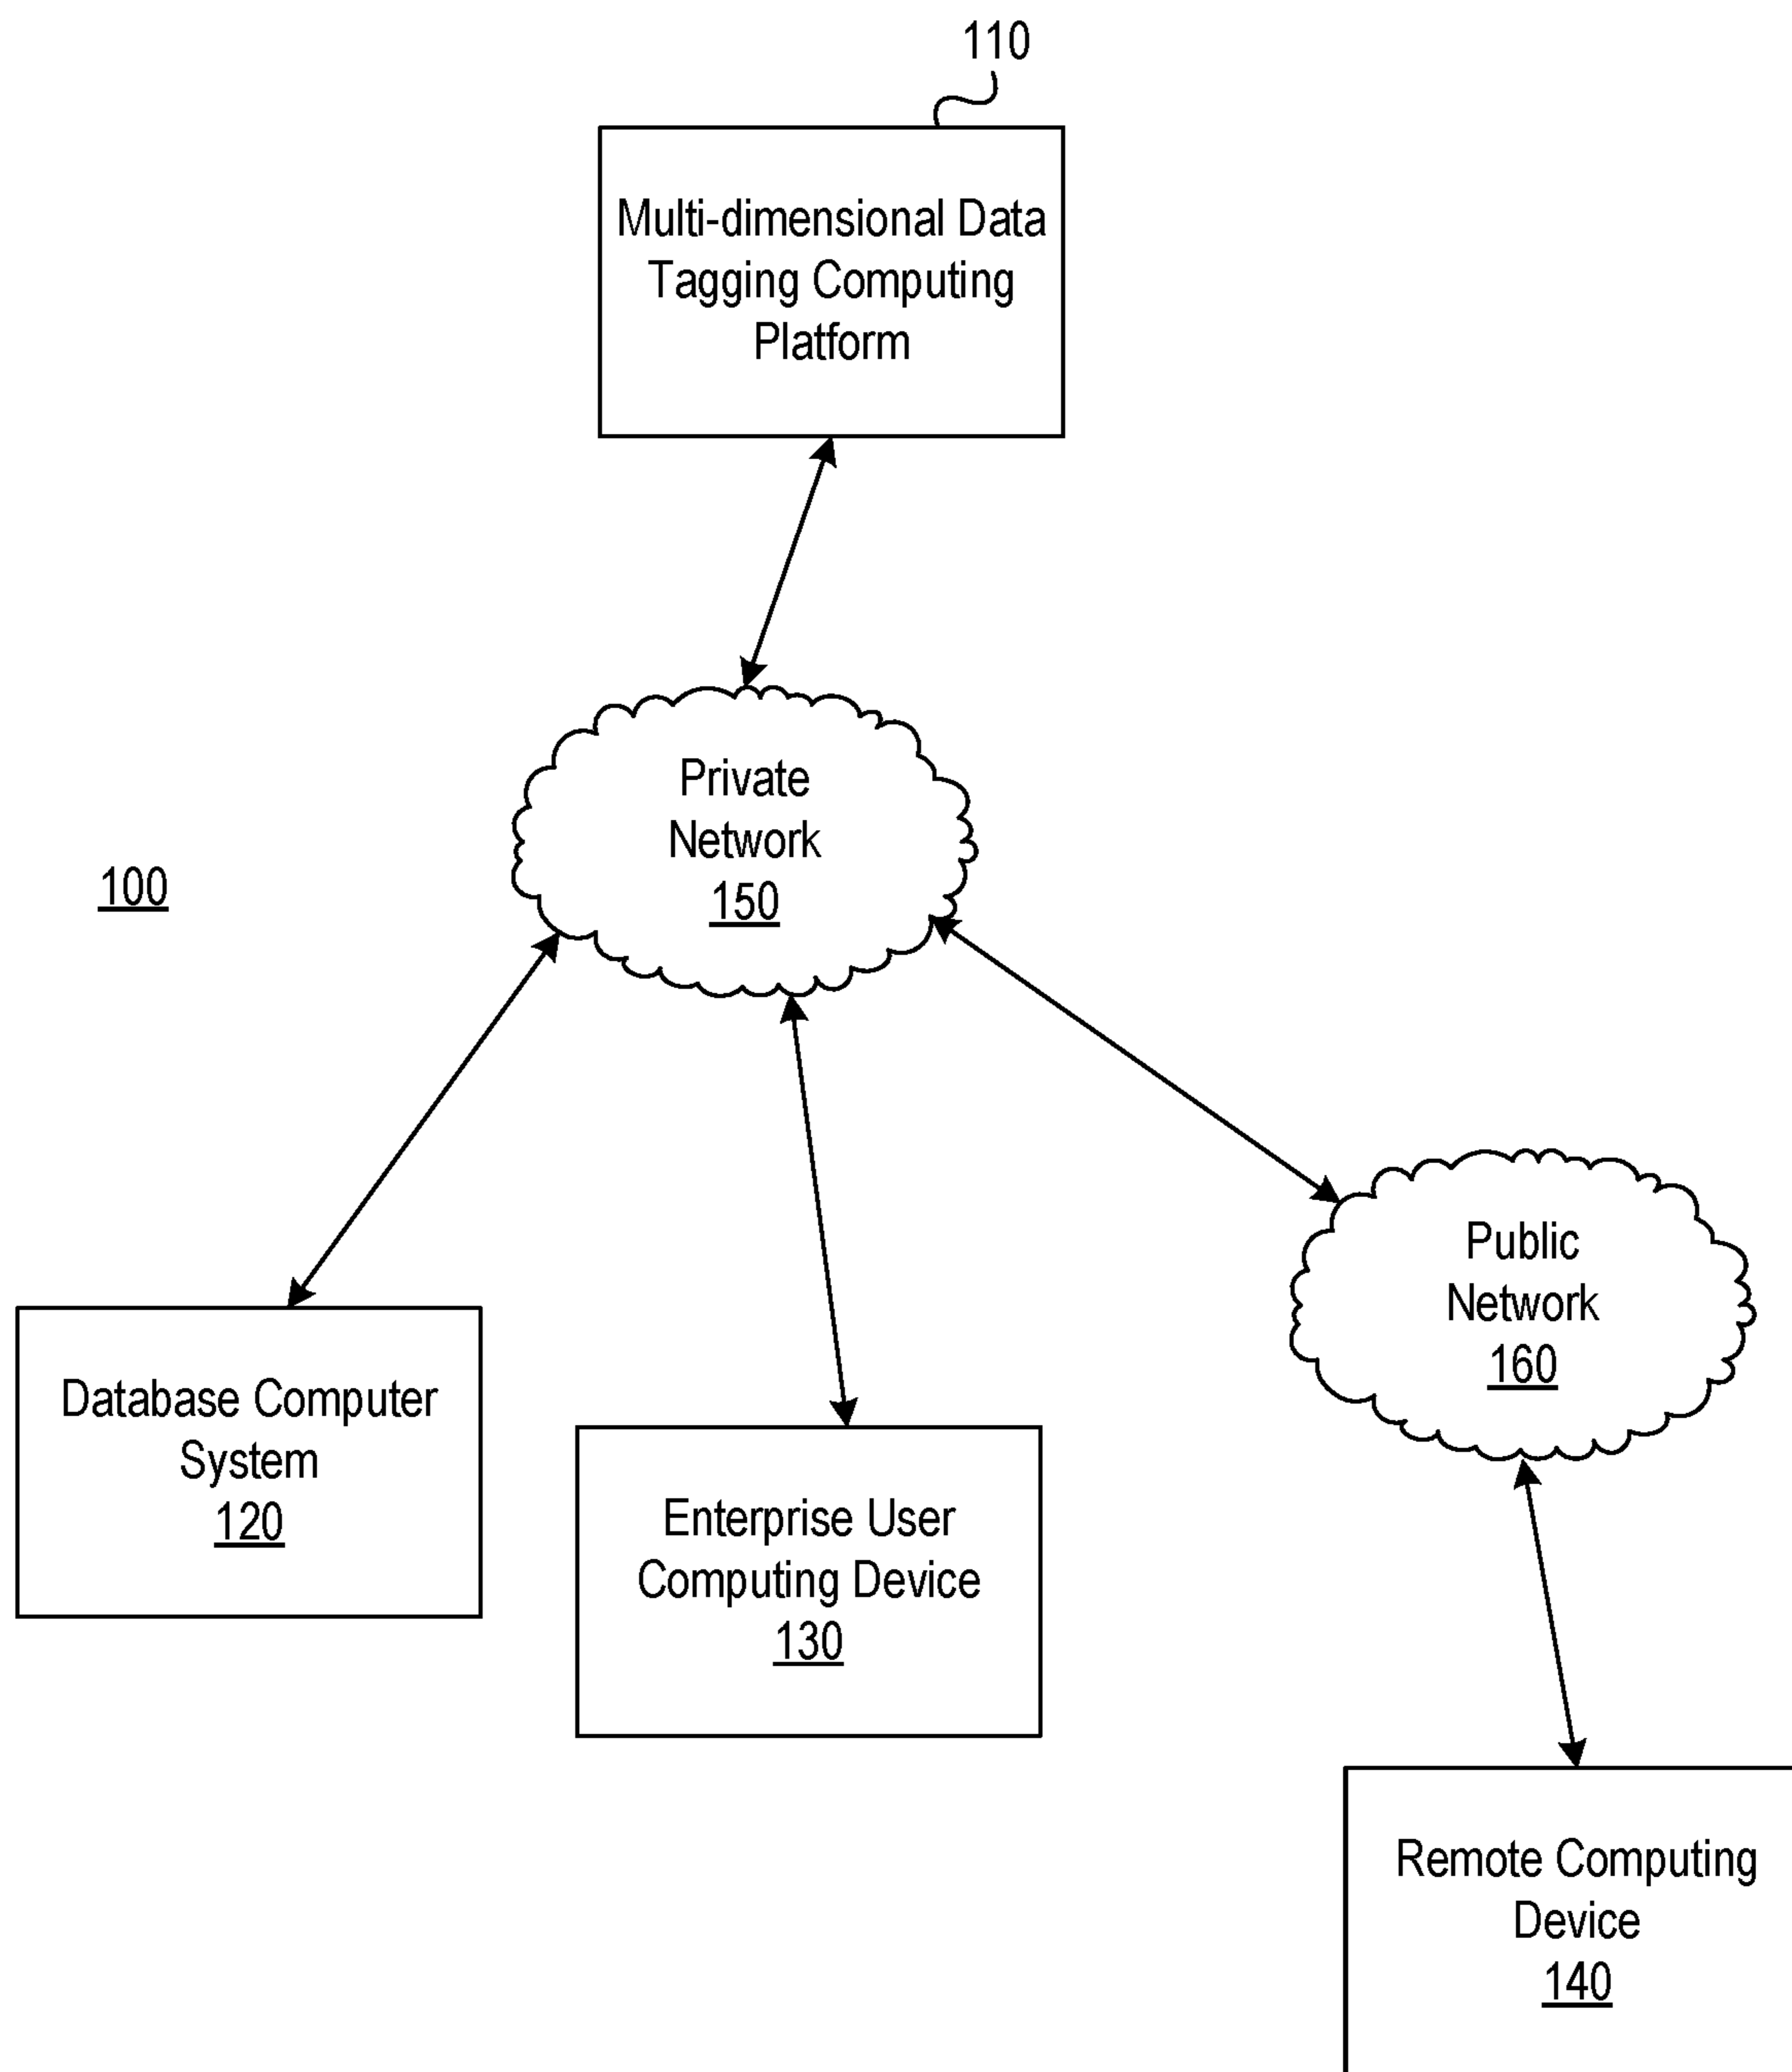 110
Multi-dimensional Data
Tagging Computing
Platform
Private
Network
150
100
Public
Network
160
Database Computer
System
120
Enterprise User
Computing Device
130
Remote Computing
Device
140